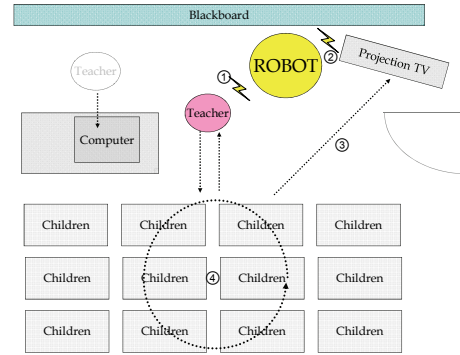 Blackboard
Teacher
①
ROBOT
②
Projection TV
Teacher
Computer
③
Children Children Children Children
Children Children ④ Children Children
Children Children Children Children